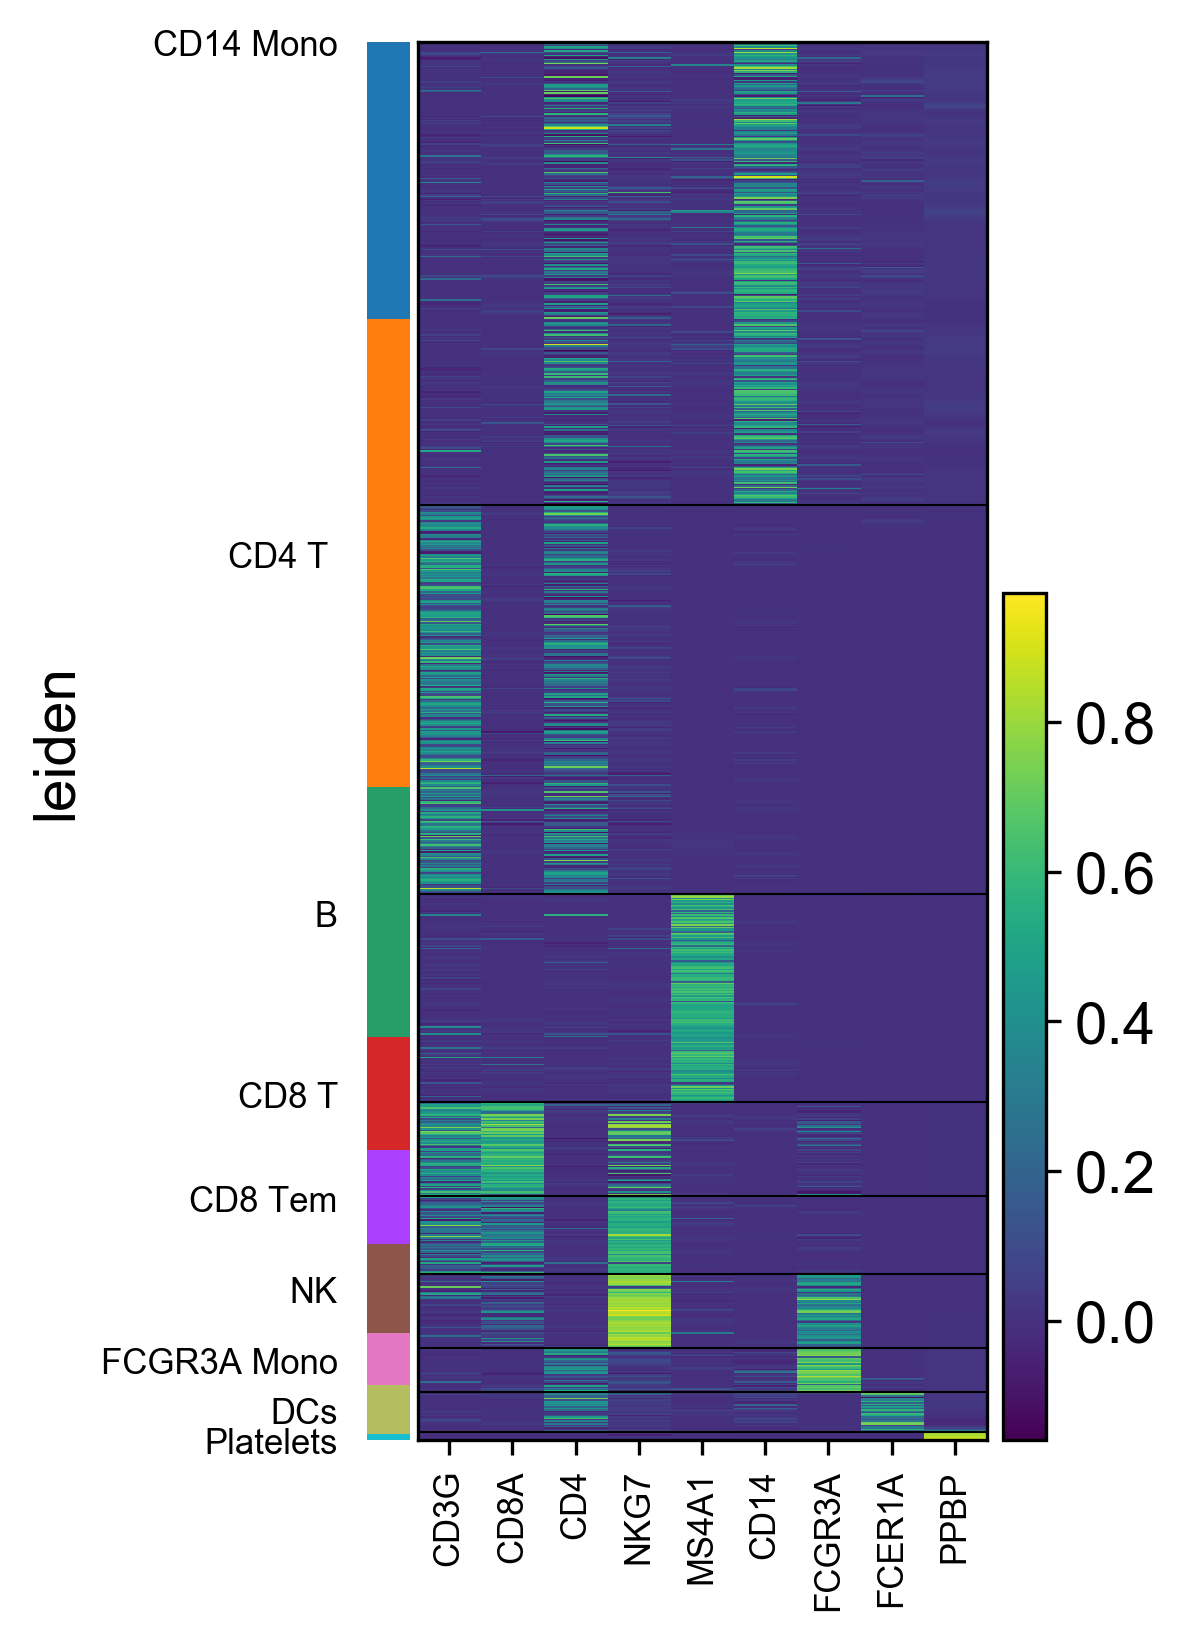 CD14 Mono
CD4 T
B
CD8 T
CD8 Tem
NK
FCGR3A Mono
DCs
Platelets
leiden
0.8
0.6
0.4
0.2
0.0
CD3G
CD8A
CD4
NKG7
MS4A1
CD14
FCGR3A
FCER1A
PPBP